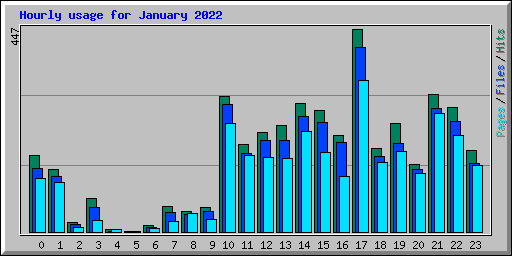 Hourly usage for January 2022
447
Pages/Files/Hits
0 1 2 3 4 5 6 7 8 9 10 11 12 13 14 15 16 17 18 19 20 21 22 23